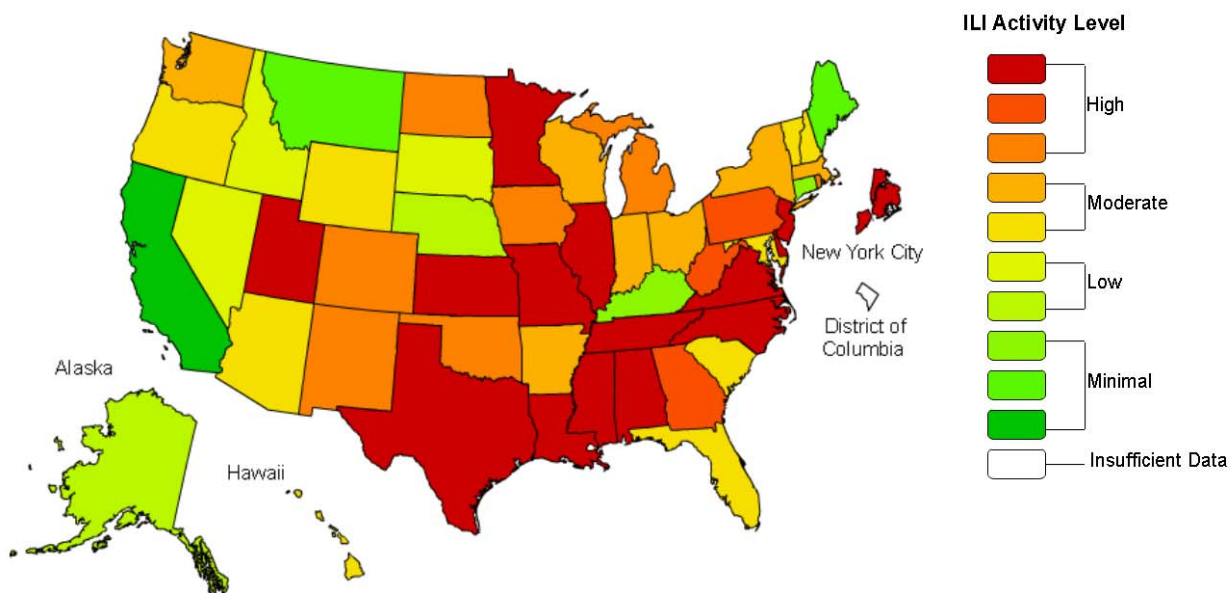 ILI Activity Level
High
Moderate
Low
Minimal
Insufficient Data
New York City
District of
Columbia
Alaska
Hawaii